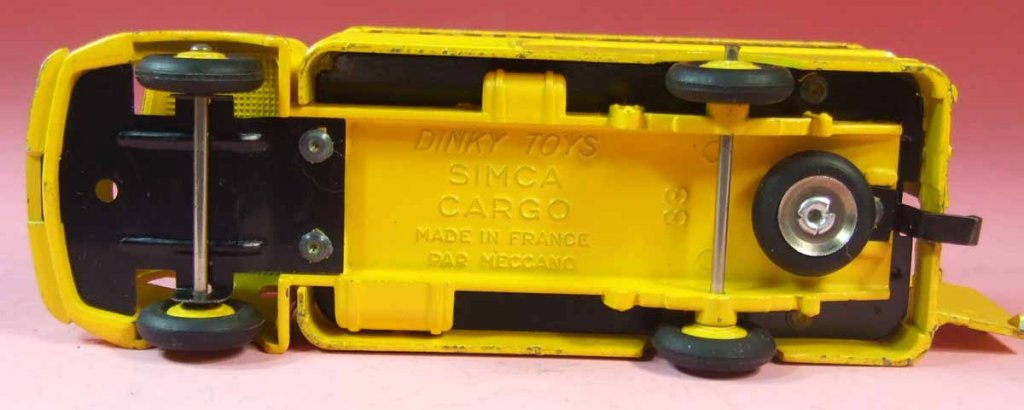 DINKY TOYS
SIMCA
CARGO
MADE IN FRANCE
PAR MECCANO
33